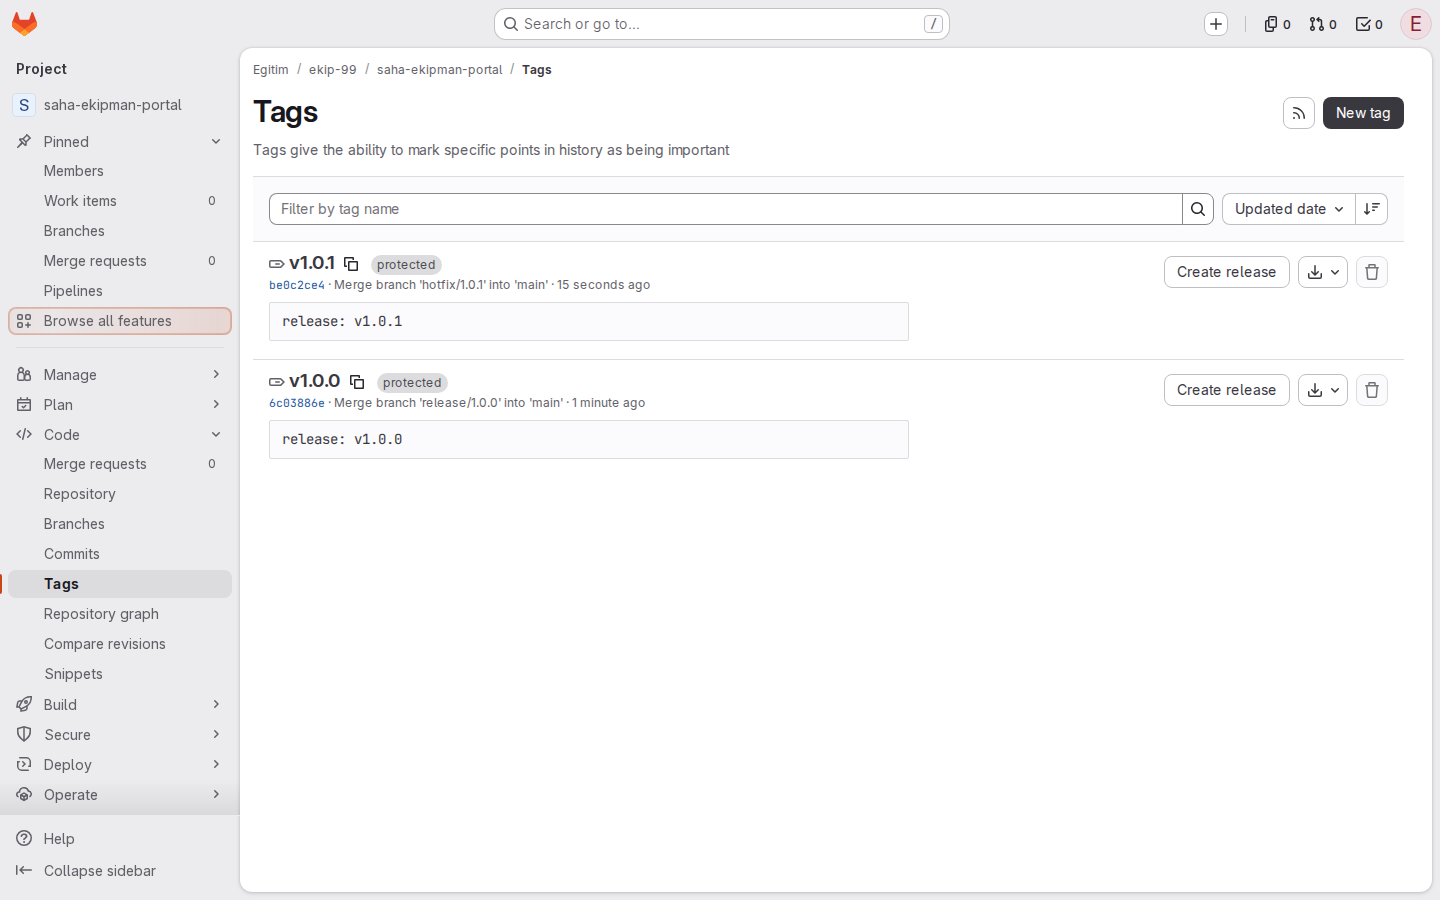 Search or go to...
/
0
0
0
E
Project
S
saha-ekipman-portal
Pinned
Members
Work items
0
Branches
Merge requests
0
Pipelines
Browse all features
Manage
Plan
Code
Merge requests
0
Repository
Branches
Commits
Tags
Repository graph
Compare revisions
Snippets
Build
Secure
Deploy
Operate
Help
Collapse sidebar
Egitim / ekip-99 / saha-ekipman-portal / Tags
Tags
New tag
Tags give the ability to mark specific points in history as being important
Filter by tag name
Updated date
v1.0.1
protected
Create release
be0c2ce4 · Merge branch 'hotfix/1.0.1' into 'main' · 15 seconds ago
release: v1.0.1
v1.0.0
protected
Create release
6c03886e · Merge branch 'release/1.0.0' into 'main' · 1 minute ago
release: v1.0.0